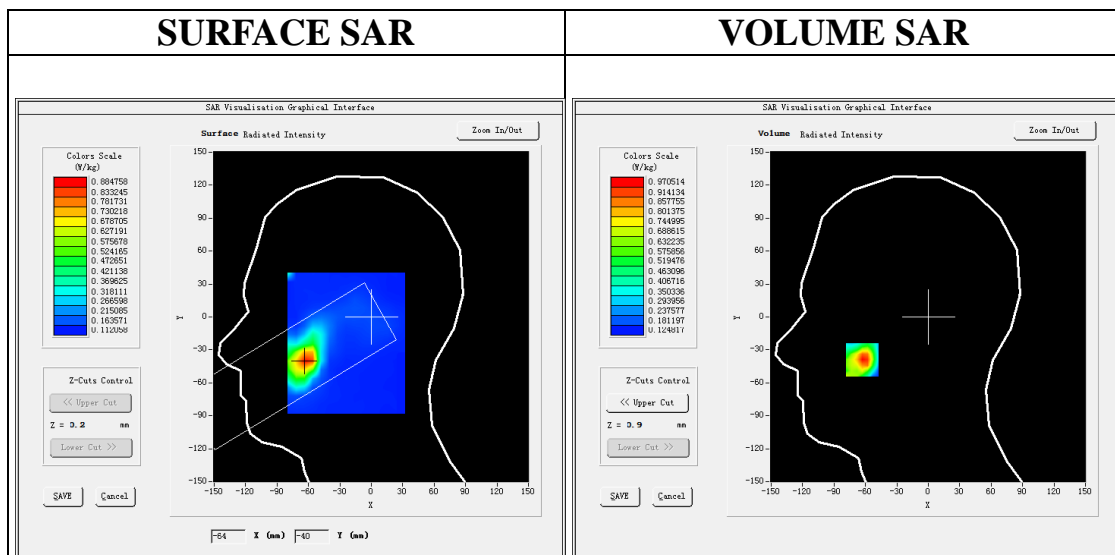 SURFACE SAR
VOLUME SAR
SAR Visualisation Graphical Interface
Surface Radiated Intensity
Zoom In/Out
Colors Scale
(W/kg)
0.884758
0.833245
0.781731
0.730218
0.678705
0.627191
0.575678
0.524165
0.472651
0.421138
0.369625
0.318111
0.266598
0.215085
0.163571
0.112058
150
120
90
60
30
0
-30
-60
-90
-120
-150
Y
-150 -120 -90 -60 -30 0 30 60 90 120 150
X
Z-Cuts Control
<< Upper Cut
Z = 0.2 mm
Lower Cut >>
SAVE Cancel
-64 X (mm) -40 Y (mm)
SAR Visualisation Graphical Interface
Volume Radiated Intensity
Zoom In/Out
Colors Scale
(W/kg)
0.970514
0.914134
0.857755
0.801375
0.744995
0.688615
0.632235
0.575856
0.519476
0.463096
0.406716
0.350336
0.293956
0.237577
0.181197
0.124817
150
120
90
60
30
0
-30
-60
-90
-120
-150
Y
-150 -120 -90 -60 -30 0 30 60 90 120 150
X
Z-Cuts Control
<< Upper Cut
Z = 0.9 mm
Lower Cut >>
SAVE Cancel